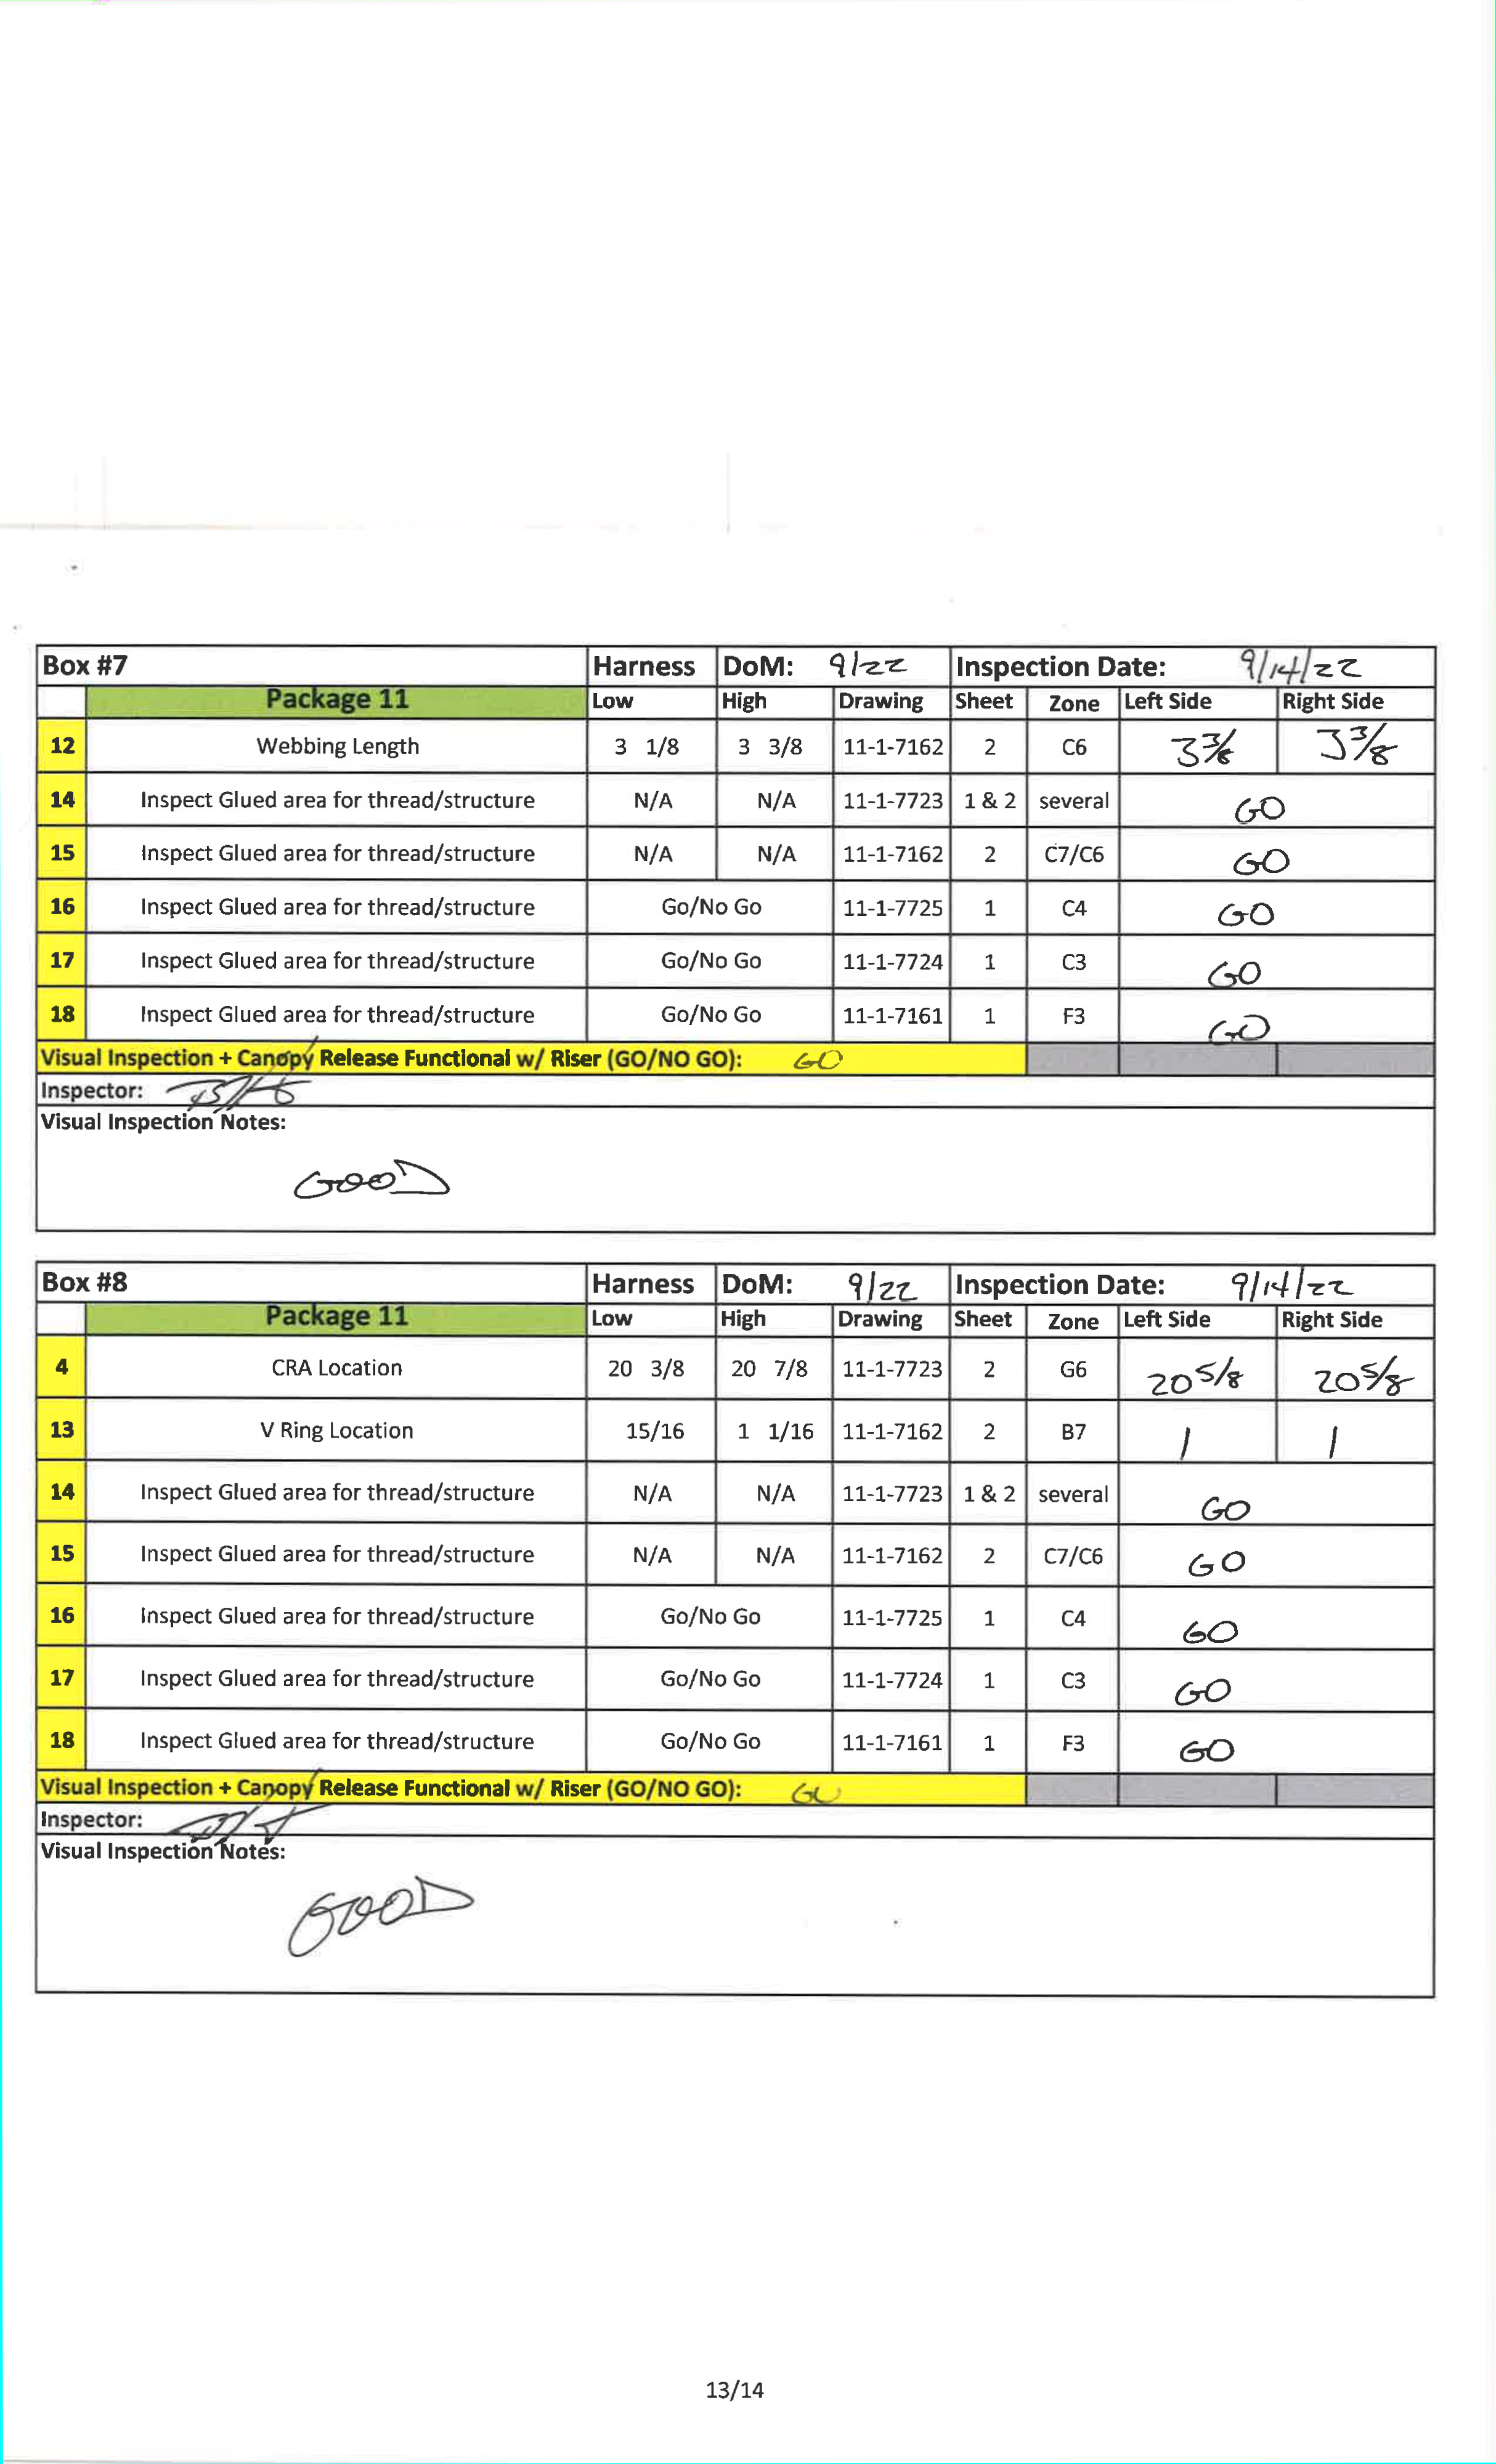 Box #7 Harness DoM: 9/22 Inspection Date: 9/14/22
Package 11 Low High Drawing Sheet Zone Left Side Right Side
12 Webbing Length 3 1/8 3 3/8 11-1-7162 2 C6 3 3/8 3 3/8
14 Inspect Glued area for thread/structure N/A N/A 11-1-7723 1 & 2 several GO
15 Inspect Glued area for thread/structure N/A N/A 11-1-7162 2 C7/C6 GO
16 Inspect Glued area for thread/structure Go/No Go 11-1-7725 1 C4 GO
17 Inspect Glued area for thread/structure Go/No Go 11-1-7724 1 C3 GO
18 Inspect Glued area for thread/structure Go/No Go 11-1-7161 1 F3 GO
Visual Inspection + Canopy Release Functional w/ Riser (GO/NO GO): GO
Inspector:
Visual Inspection Notes:
GOOD
Box #8 Harness DoM: 9/22 Inspection Date: 9/14/22
Package 11 Low High Drawing Sheet Zone Left Side Right Side
4 CRA Location 20 3/8 20 7/8 11-1-7723 2 G6 20 5/8 20 5/8
13 V Ring Location 15/16 1 1/16 11-1-7162 2 B7 1 1
14 Inspect Glued area for thread/structure N/A N/A 11-1-7723 1 & 2 several GO
15 Inspect Glued area for thread/structure N/A N/A 11-1-7162 2 C7/C6 GO
16 Inspect Glued area for thread/structure Go/No Go 11-1-7725 1 C4 GO
17 Inspect Glued area for thread/structure Go/No Go 11-1-7724 1 C3 GO
18 Inspect Glued area for thread/structure Go/No Go 11-1-7161 1 F3 GO
Visual Inspection + Canopy Release Functional w/ Riser (GO/NO GO): GO
Inspector:
Visual Inspection Notes:
GOOD
13/14